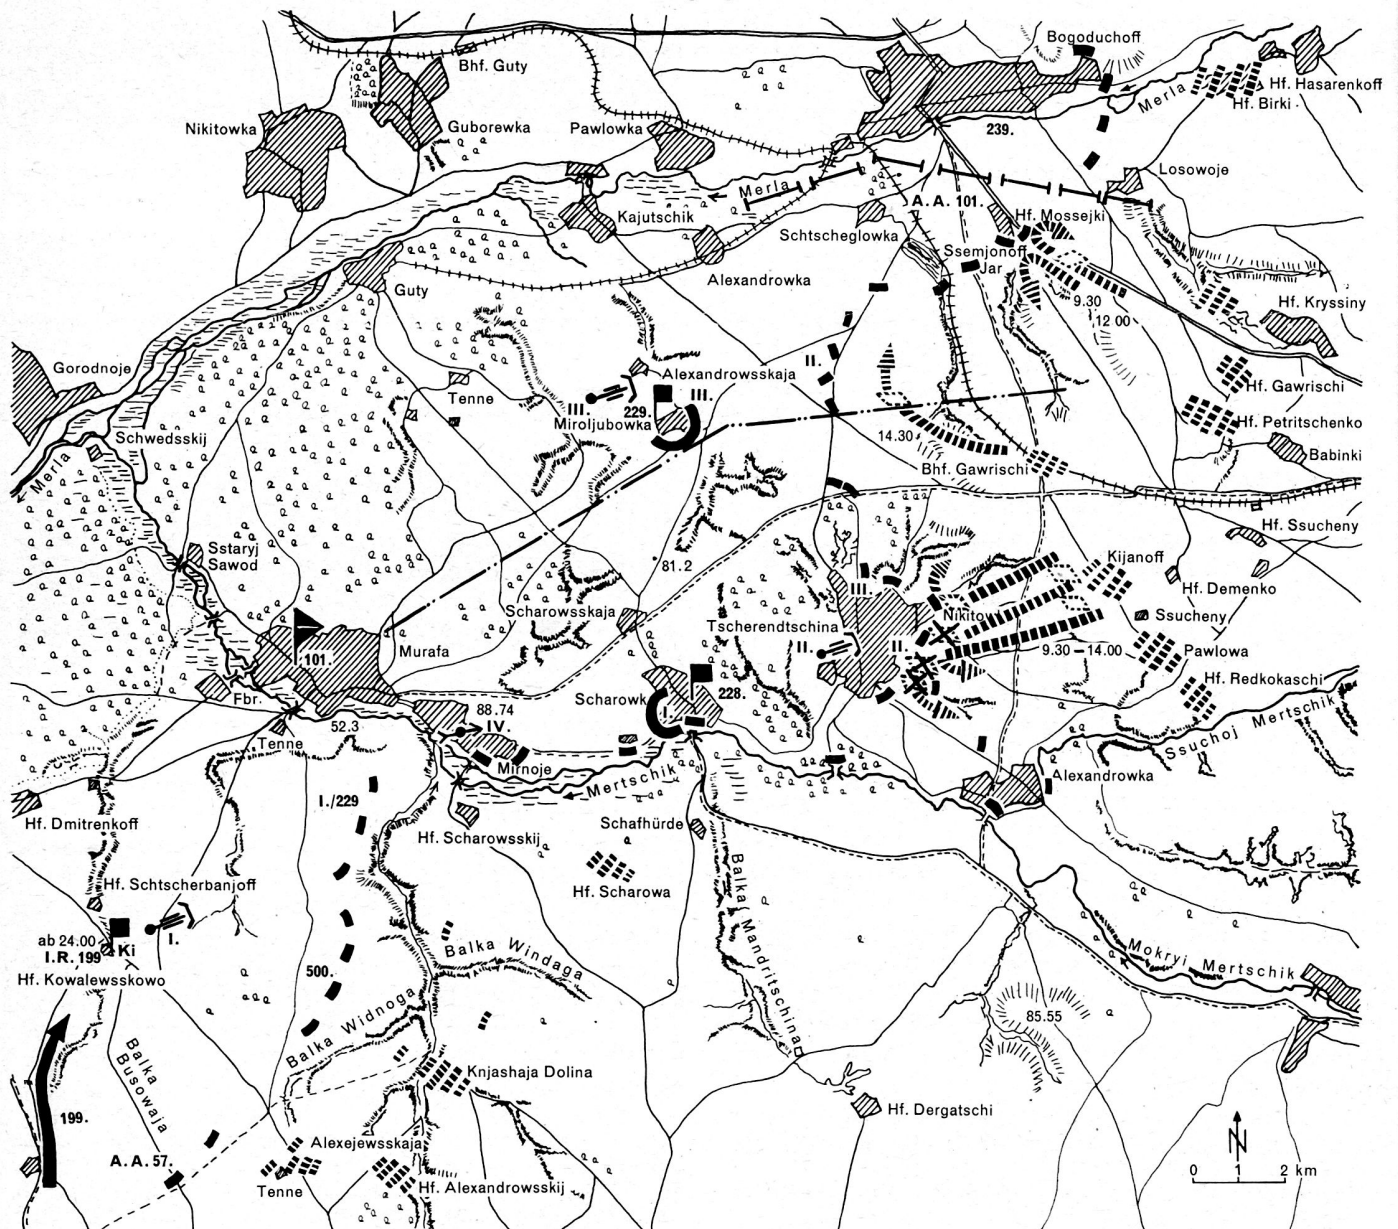 Bogoduchoff
Bhf. Guty
Hf. Hasarenkoff
Merla
Hf. Birki
Nikitowka
Guborewka
Pawlowka
239.
Losowoje
Merla
Kajutschik
A.A. 101.
Hf. Mossejki
Schtscheglowka
Ssemjonoff
Jar
Alexandrowka
Guty
9.30
12 00
Hf. Kryssiny
Gorodnoje
II.
Alexandrowsskaja
Tenne
III.
229.
III.
Miroljubowka
Hf. Gawrischi
Hf. Petritschenko
Schwedsskij
14.30
Babinki
Bhf. Gawrischi
Merla
Hf. Ssucheny
Sstaryj
Sawod
81.2
Kijanoff
III.
Hf. Demenko
Scharowsskaja
Nikitow
Ssucheny
Tscherendtschina
101.
Murafa
II.
II.
9.30 – 14.00
Pawlowa
Hf. Redkokaschi
Fbr.
Scharowk
228.
88.74
IV.
52.3
Tenne
Ssuchoj Mertschik
Mirnoje
Mertschik
Alexandrowka
I./229
Hf. Dmitrenkoff
Hf. Scharowsskij
Schafhürde
Hf. Scharowa
Hf. Schtscherbanjoff
Balka Mandritschina
ab 24.00
Ki
I.
I.R. 199
Balka Windaga
Mokryi Mertschik
500.
Hf. Kowalewsskowo
Balka Widnoga
85.55
Balka
Busowaja
Knjashaja Dolina
199.
Hf. Dergatschi
Alexejewsskaja
N
A.A. 57.
0 1 2 km
Tenne
Hf. Alexandrowsskij